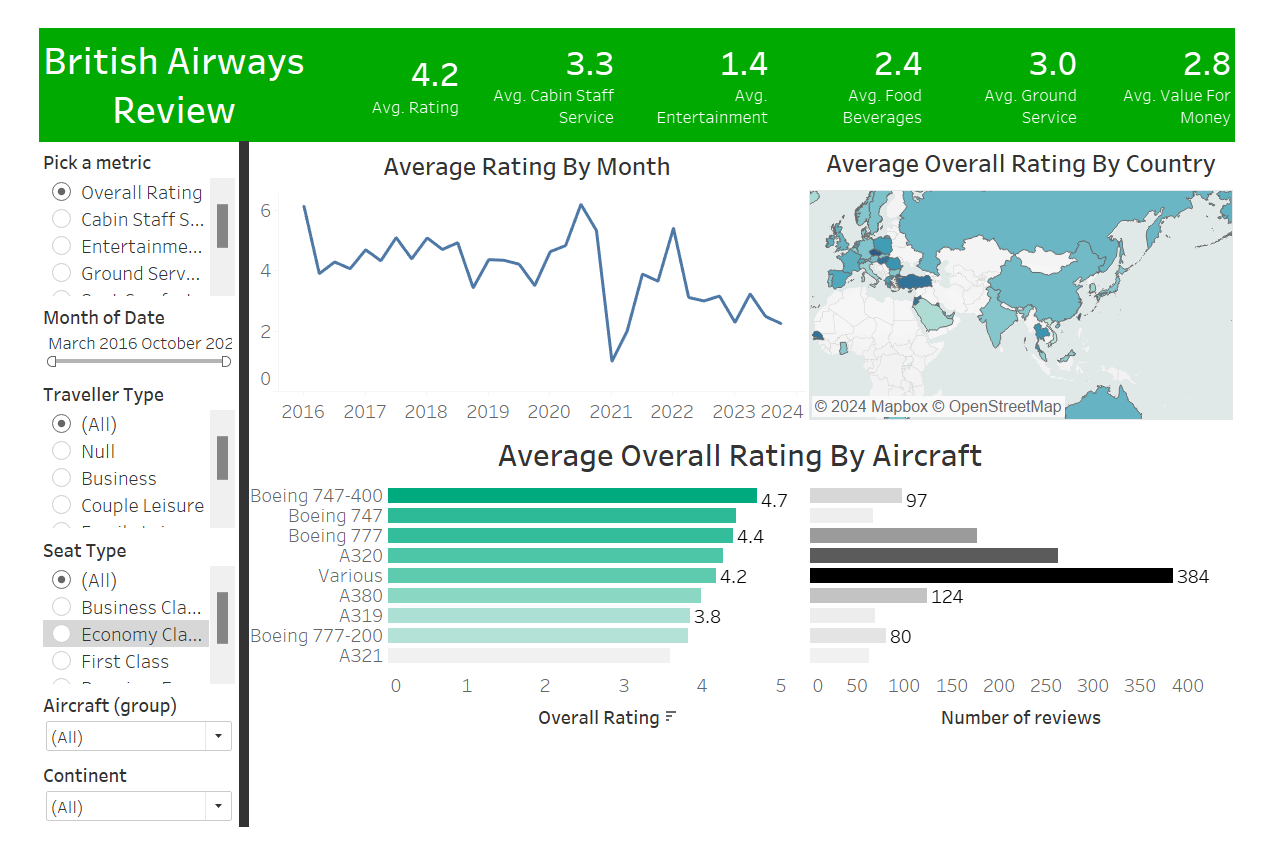 British Airways
Review
4.2
Avg. Rating
3.3
Avg. Cabin Staff
Service
1.4
Avg.
Entertainment
2.4
Avg. Food
Beverages
3.0
Avg. Ground
Service
2.8
Avg. Value For
Money
Pick a metric
Overall Rating
Cabin Staff S...
Entertainme...
Ground Serv...
Month of Date
March 2016 October 202
Traveller Type
(All)
Null
Business
Couple Leisure
Seat Type
(All)
Business Cla...
Economy Cla...
First Class
Aircraft (group)
(All)
Continent
(All)
Average Rating By Month
6
4
2
0
2016 2017 2018 2019 2020 2021 2022 2023 2024
Average Overall Rating By Country
© 2024 Mapbox © OpenStreetMap
Average Overall Rating By Aircraft
Boeing 747-400 4.7 97
Boeing 747
Boeing 777 4.4
A320
Various 4.2 384
A380 124
A319 3.8
Boeing 777-200 80
A321
0 1 2 3 4 5
Overall Rating
0 50 100 150 200 250 300 350 400
Number of reviews